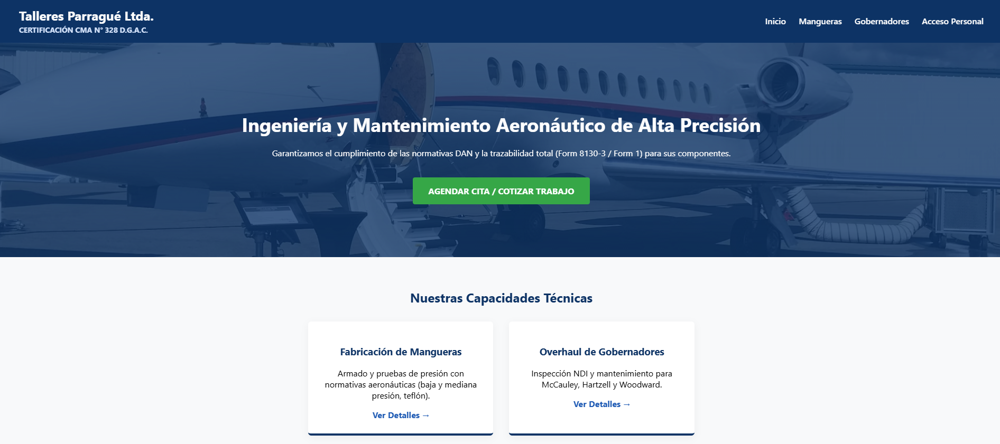 Talleres Parragué Ltda.
CERTIFICACIÓN CMA N° 328 D.G.A.C.
Inicio
Mangueras
Gobernadores
Acceso Personal
Ingeniería y Mantenimiento Aeronáutico de Alta Precisión
Garantizamos el cumplimiento de las normativas DAN y la trazabilidad total (Form 8130-3 / Form 1) para sus componentes.
AGENDAR CITA / COTIZAR TRABAJO
Nuestras Capacidades Técnicas
Fabricación de Mangueras
Armado y pruebas de presión con
normativas aeronáuticas (baja y mediana
presión, teflón).
Ver Detalles →
Overhaul de Gobernadores
Inspección NDI y mantenimiento para
McCauley, Hartzell y Woodward.
Ver Detalles →